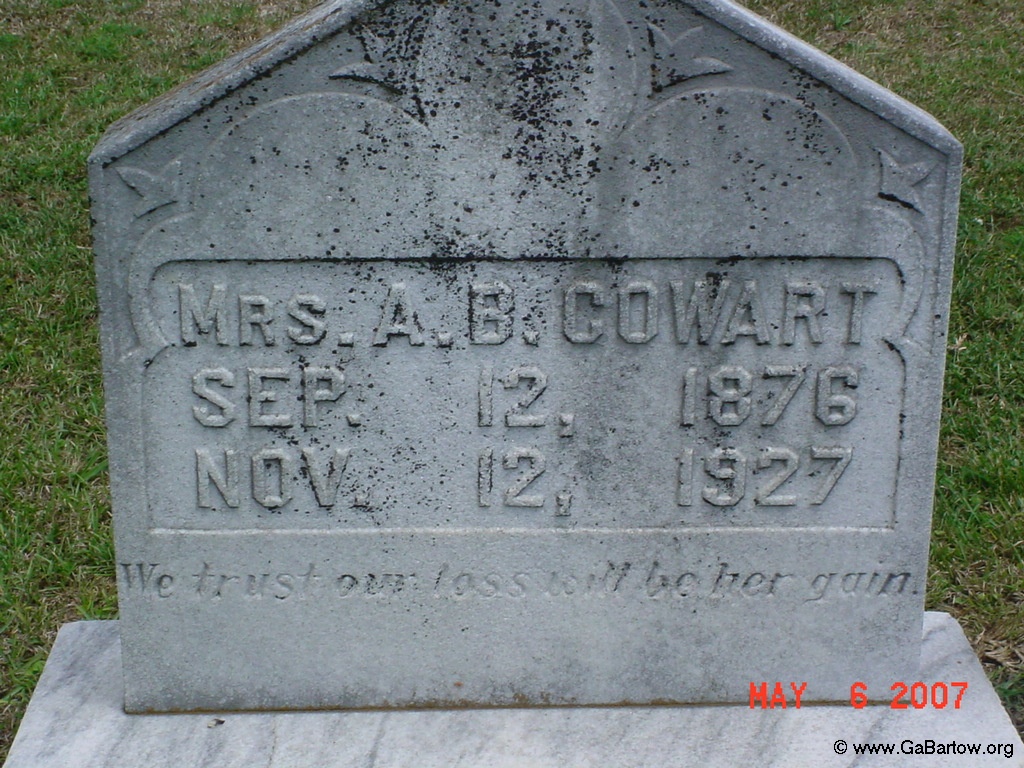 MRS. A. B. COWART
SEP. 12, 1876
NOV. 12, 1927
We trust our loss will be her gain.
MAY 6 2007
© www.GaBartow.org